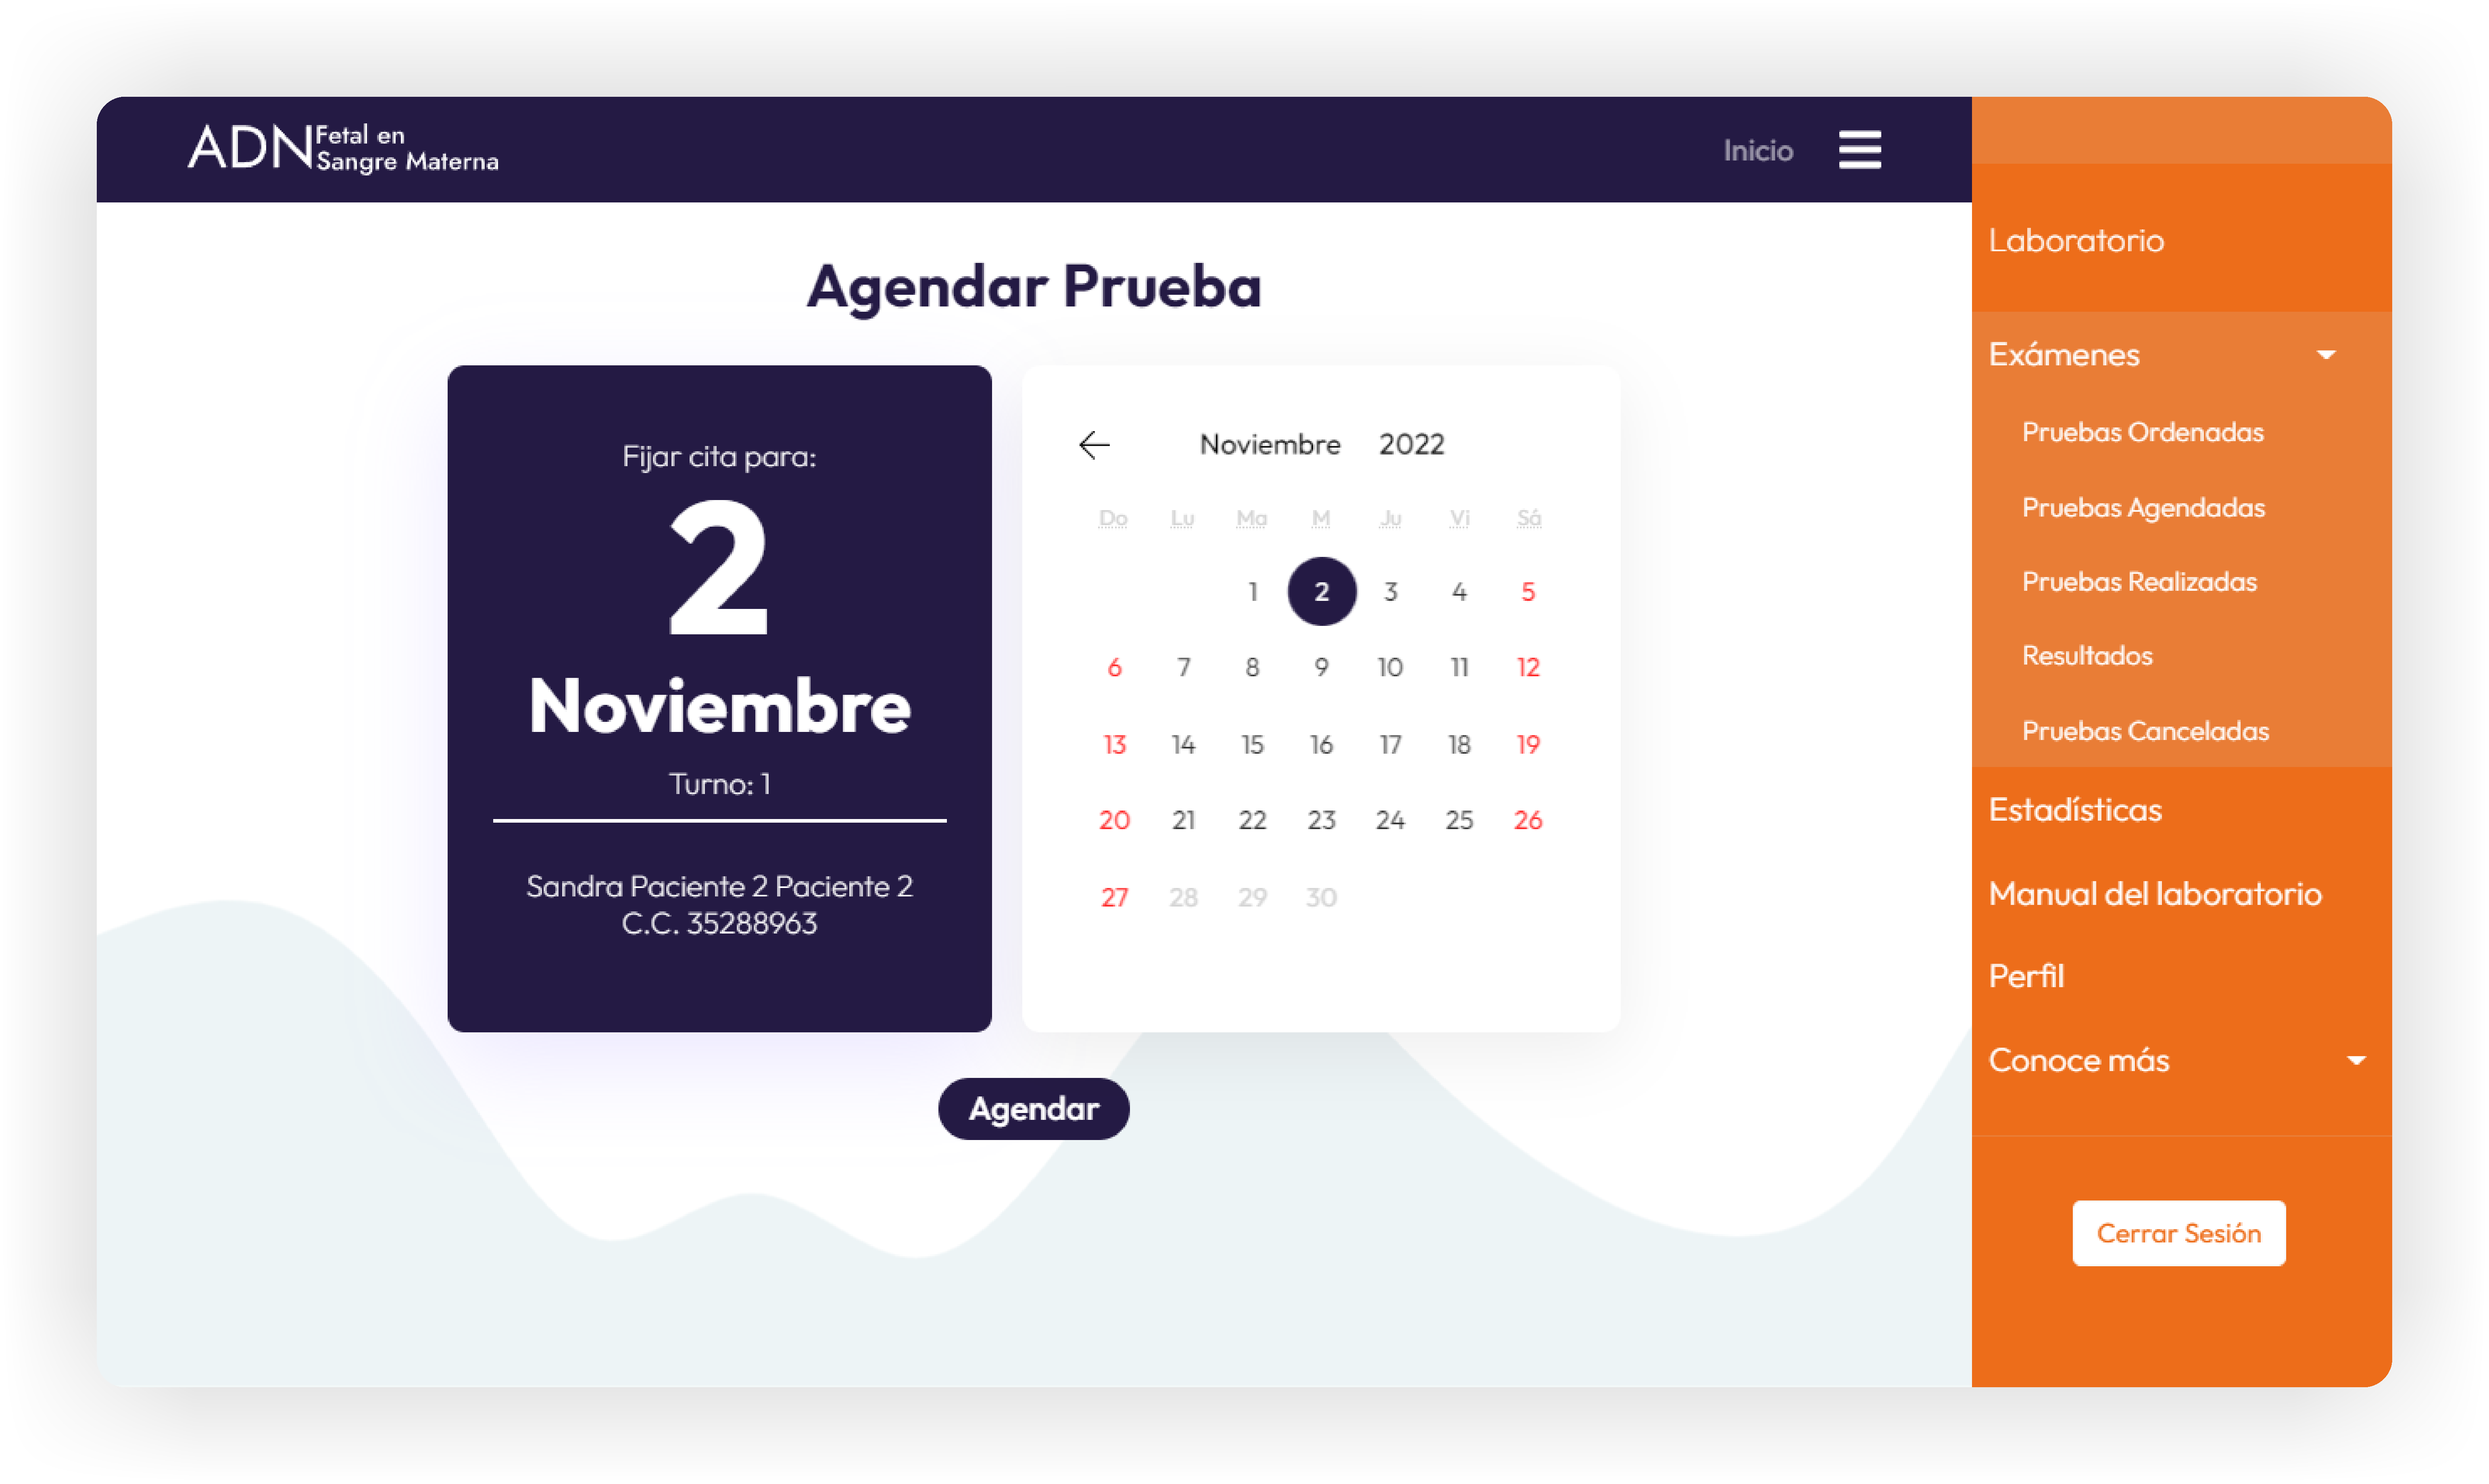 ADN Fetal en
Sangre Materna
Inicio
Agendar Prueba
Fijar cita para:
2
Noviembre
Turno: 1
Sandra Paciente 2 Paciente 2
C.C. 35288963
Noviembre 2022
Do Lu Ma M Ju Vi Sá
1 2 3 4 5
6 7 8 9 10 11 12
13 14 15 16 17 18 19
20 21 22 23 24 25 26
27 28 29 30
Agendar
Laboratorio
Exámenes
Pruebas Ordenadas
Pruebas Agendadas
Pruebas Realizadas
Resultados
Pruebas Canceladas
Estadísticas
Manual del laboratorio
Perfil
Conoce más
Cerrar Sesión